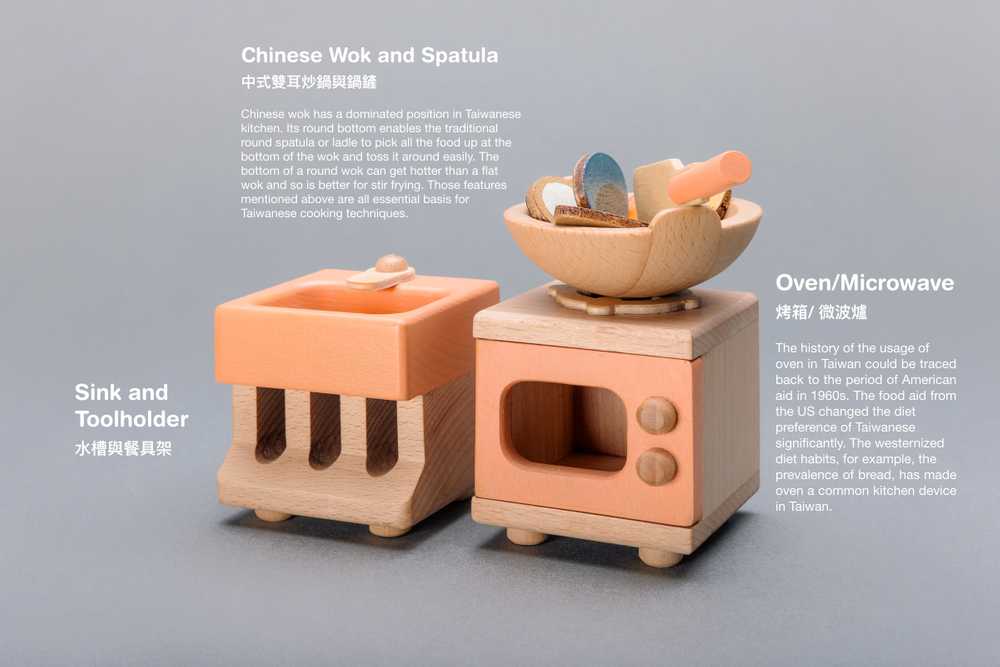 Chinese Wok and Spatula
中式雙耳炒鍋與鍋鏟
Chinese wok has a dominated position in Taiwanese
kitchen. Its round bottom enables the traditional
round spatula or ladle to pick all the food up at the
bottom of the wok and toss it around easily. The
bottom of a round wok can get hotter than a flat
wok and so is better for stir frying. Those features
mentioned above are all essential basis for
Taiwanese cooking techniques.
Oven/Microwave
烤箱/ 微波爐
The history of the usage of
oven in Taiwan could be traced
back to the period of American
aid in 1960s. The food aid from
the US changed the diet
preference of Taiwanese
significantly. The westernized
diet habits, for example, the
prevalence of bread, has made
oven a common kitchen device
in Taiwan.
Sink and
Toolholder
水槽與餐具架